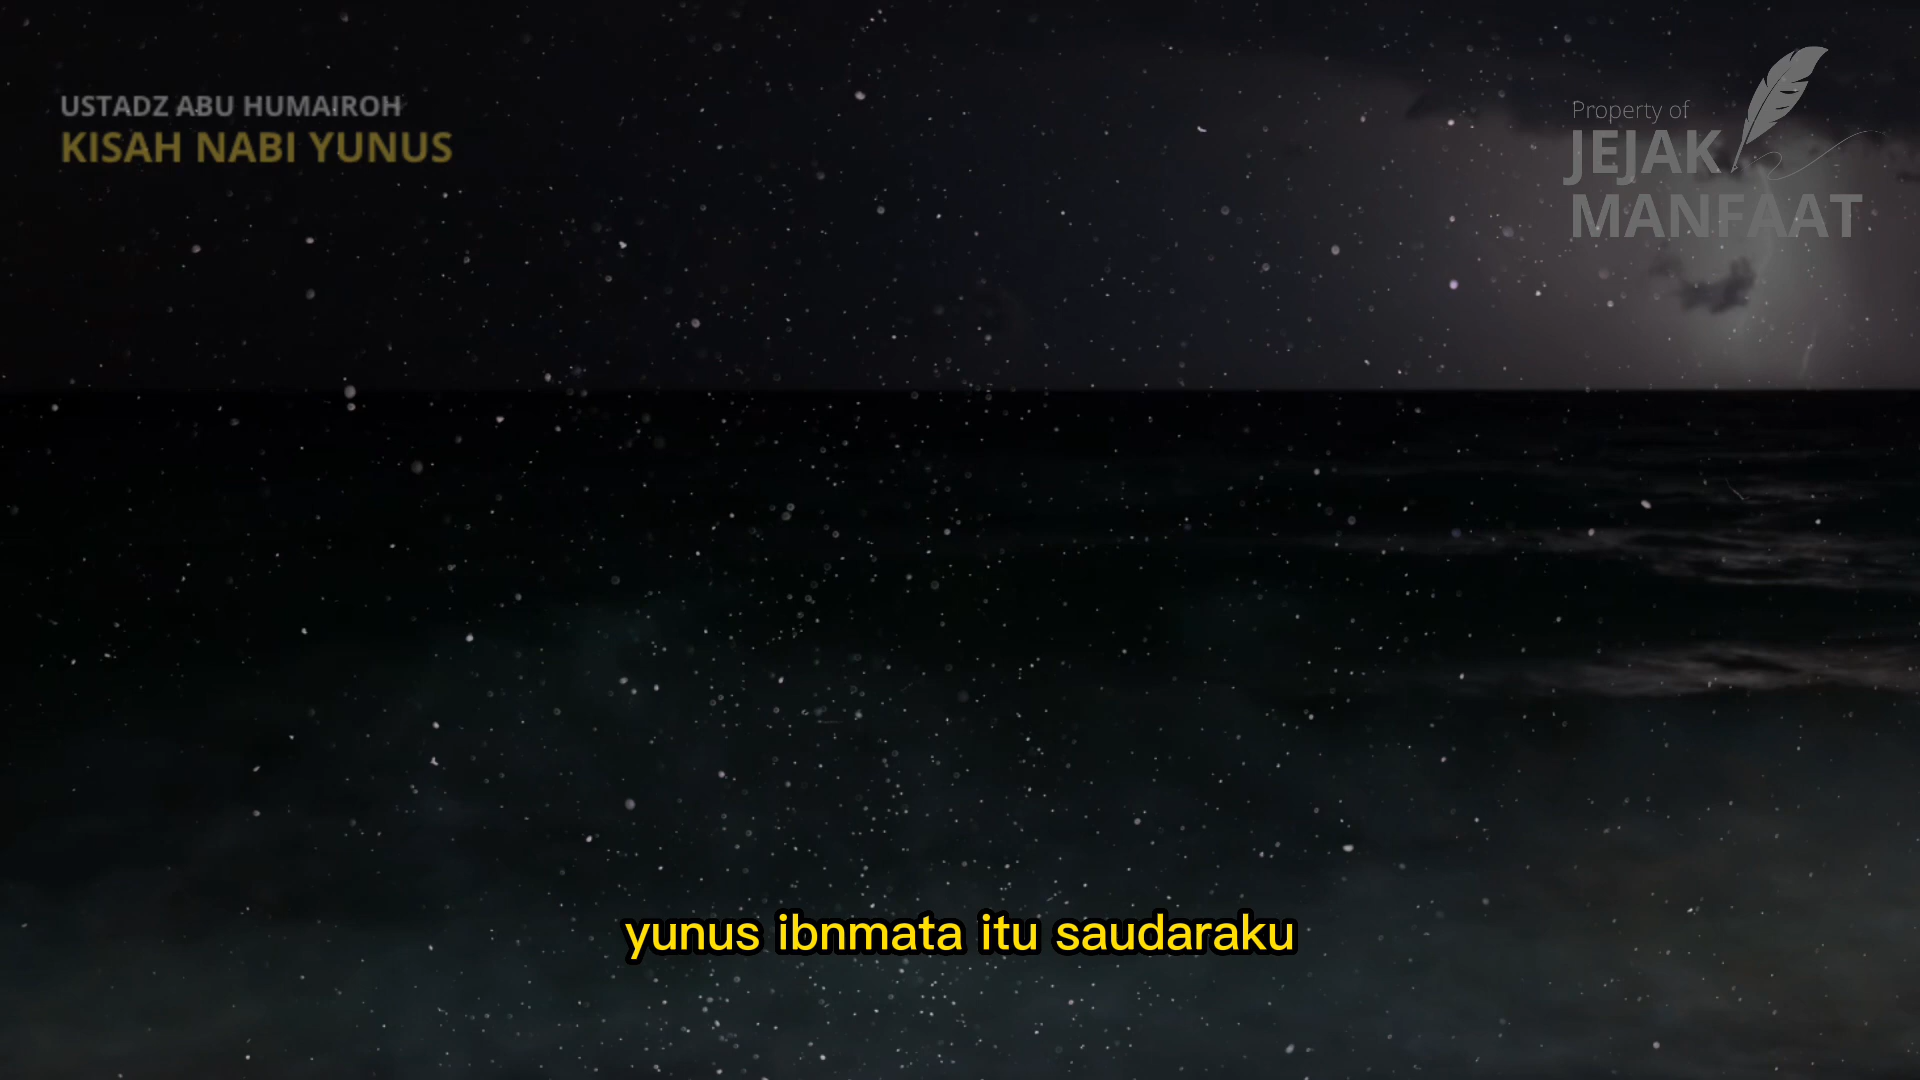 USTADZ ABU HUMAIROH
KISAH NABI YUNUS
Property of
JEJAK
MANFAAT
yunus ibnmata itu saudaraku